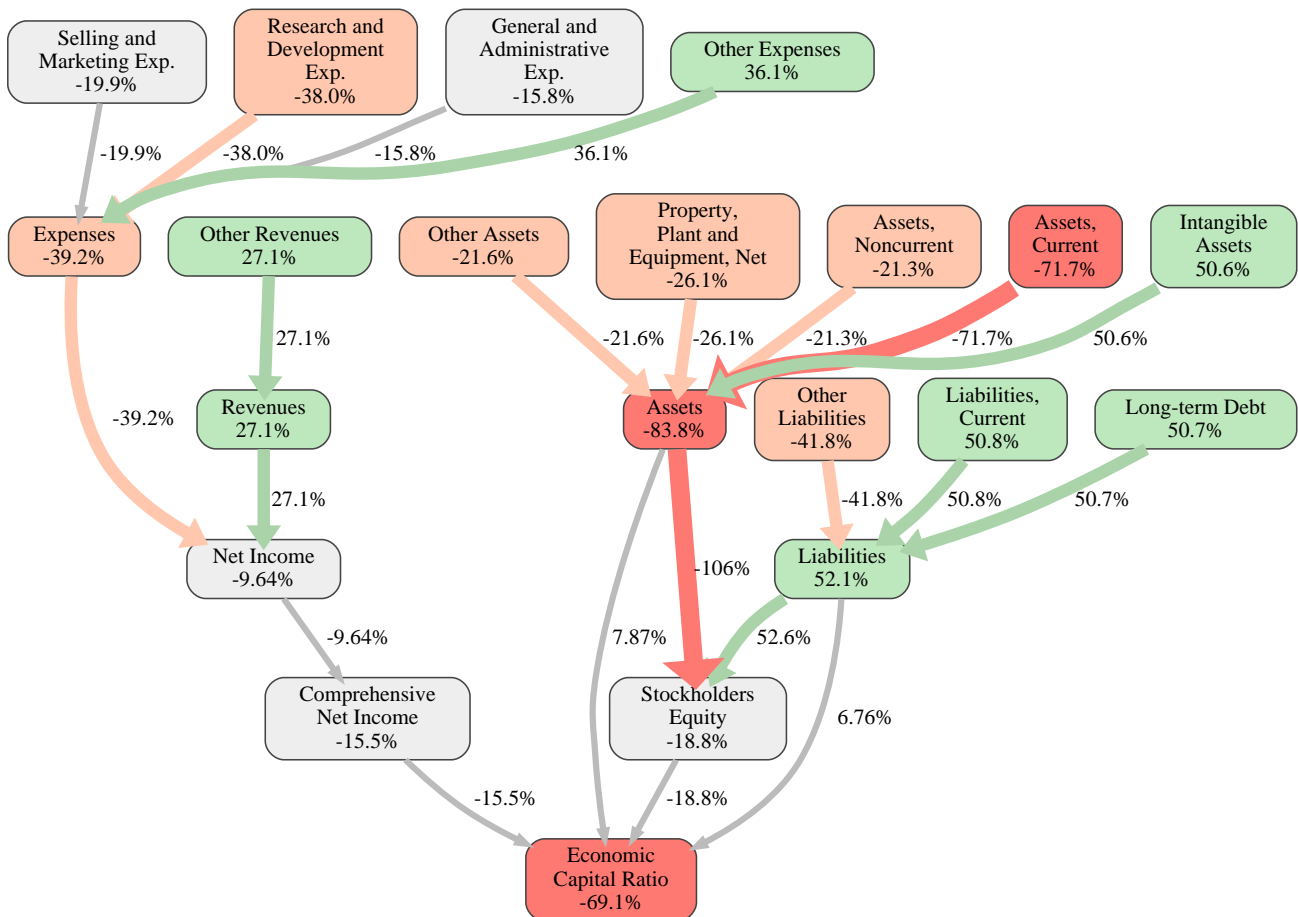 Selling and
Marketing Exp.
-19.9%
Research and
Development
Exp.
-38.0%
General and
Administrative
Exp.
-15.8%
Other Expenses
36.1%
-19.9%
-38.0%
-15.8%
36.1%
Expenses
-39.2%
Other Revenues
27.1%
Other Assets
-21.6%
Property,
Plant and
Equipment, Net
-26.1%
Assets,
Noncurrent
-21.3%
Assets,
Current
-71.7%
Intangible
Assets
50.6%
27.1%
-21.6%
-26.1%
-21.3%
-71.7%
50.6%
-39.2%
Revenues
27.1%
Assets
-83.8%
Other
Liabilities
-41.8%
Liabilities,
Current
50.8%
Long-term Debt
50.7%
27.1%
-41.8%
50.8%
50.7%
Net Income
-9.64%
-106%
Liabilities
52.1%
-9.64%
7.87%
52.6%
Comprehensive
Net Income
-15.5%
Stockholders
Equity
-18.8%
6.76%
-15.5%
-18.8%
Economic
Capital Ratio
-69.1%